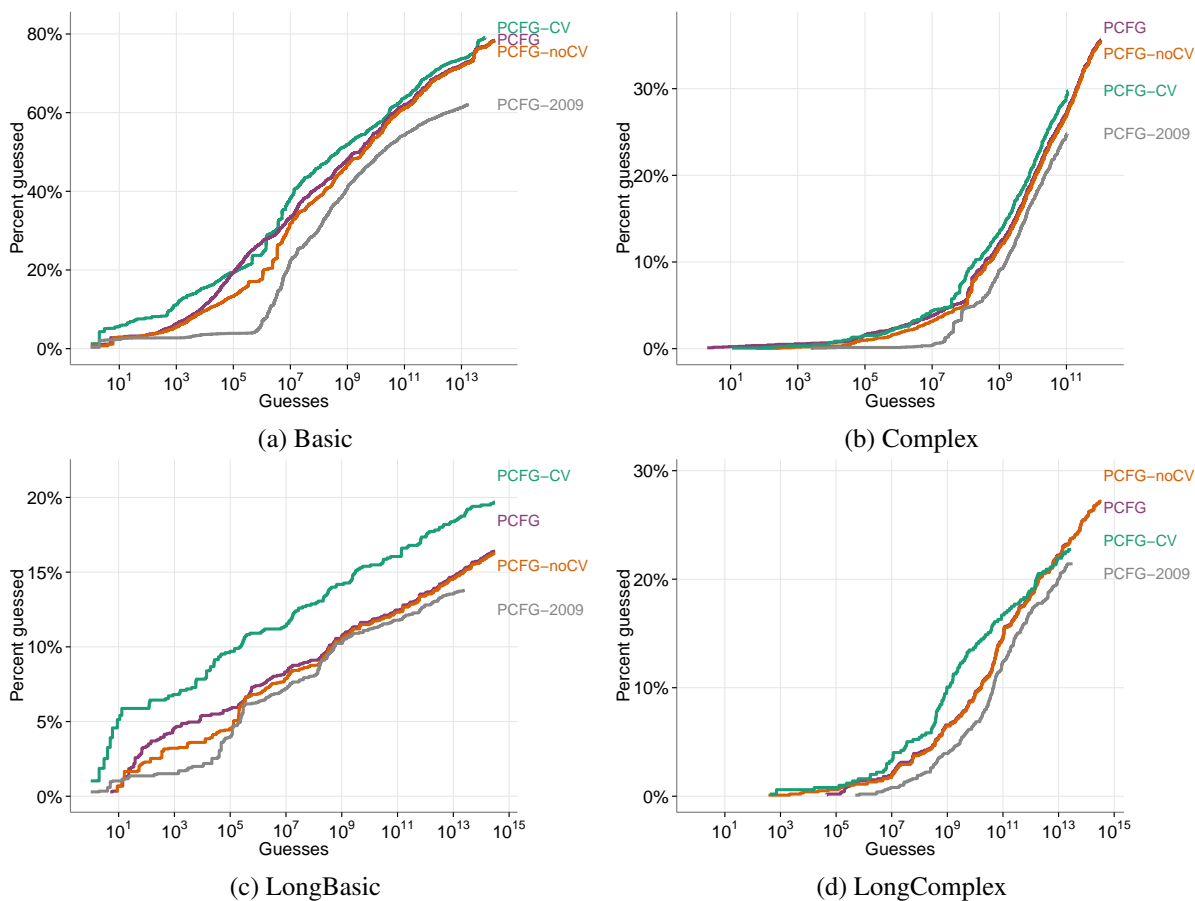 80%
60%
40%
20%
0%
Percent guessed
PCFG−CV
PCFG
PCFG−noCV
PCFG−2009
10^1 10^3 10^5 10^7 10^9 10^11 10^13
Guesses
(a) Basic
30%
20%
10%
0%
Percent guessed
PCFG
PCFG−noCV
PCFG−CV
PCFG−2009
10^1 10^3 10^5 10^7 10^9 10^11
Guesses
(b) Complex
20%
15%
10%
5%
0%
Percent guessed
PCFG−CV
PCFG
PCFG−noCV
PCFG−2009
10^1 10^3 10^5 10^7 10^9 10^11 10^13 10^15
Guesses
(c) LongBasic
30%
20%
10%
0%
Percent guessed
PCFG−noCV
PCFG
PCFG−CV
PCFG−2009
10^1 10^3 10^5 10^7 10^9 10^11 10^13 10^15
Guesses
(d) LongComplex